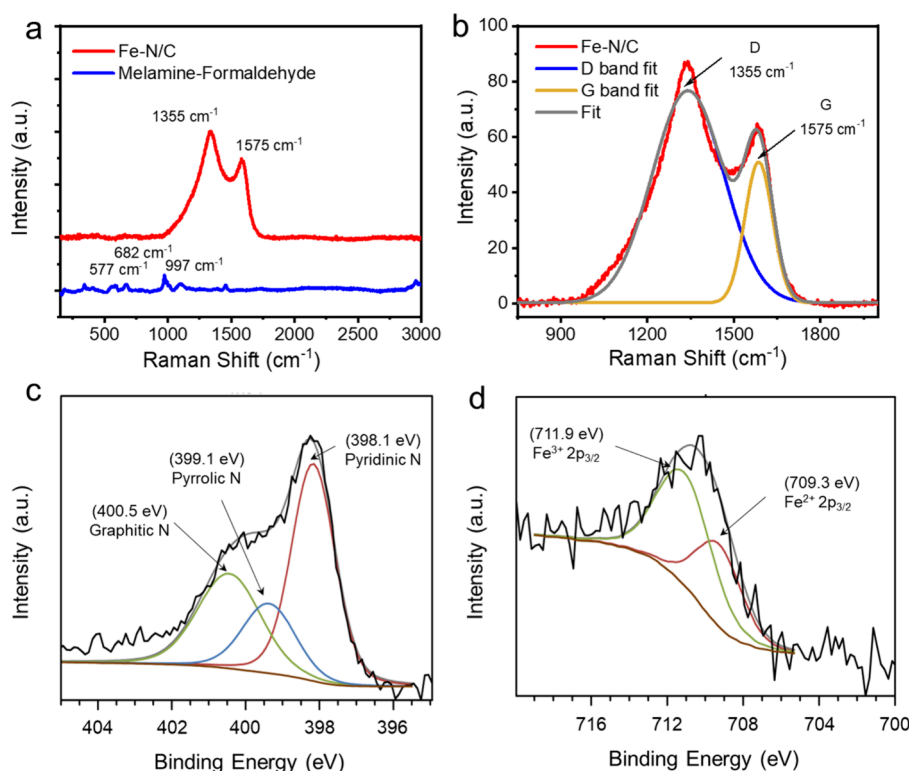 a
Fe-N/C
Melamine-Formaldehyde
1355 cm⁻¹
1575 cm⁻¹
682 cm⁻¹
577 cm⁻¹
997 cm⁻¹
Intensity (a.u.)
500
1000
1500
2000
2500
3000
Raman Shift (cm⁻¹)
b
100
80
60
40
20
0
Fe-N/C
D band fit
G band fit
Fit
D
1355 cm⁻¹
G
1575 cm⁻¹
Intensity (a.u.)
900
1200
1500
1800
Raman Shift (cm⁻¹)
c
(398.1 eV)
Pyridinic N
(399.1 eV)
Pyrrolic N
(400.5 eV)
Graphitic N
Intensity (a.u.)
404
402
400
398
396
Binding Energy (eV)
d
(711.9 eV)
Fe³⁺ 2p₃/₂
(709.3 eV)
Fe²⁺ 2p₃/₂
Intensity (a.u.)
716
712
708
704
700
Binding Energy (eV)